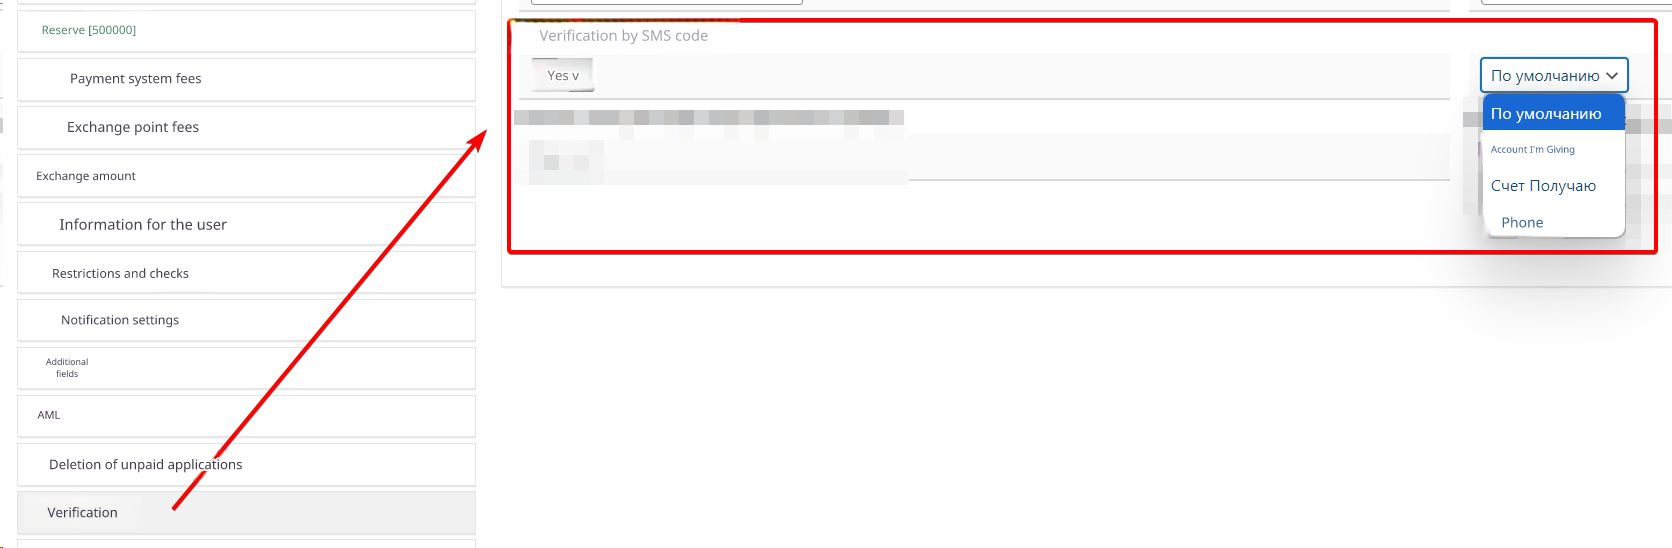 Reserve [500000]
Payment system fees
Exchange point fees
Exchange amount
Information for the user
Restrictions and checks
Notification settings
Additional
fields
AML
Deletion of unpaid applications
Verification
Verification by SMS code
Yes v
По умолчанию
По умолчанию
Account I'm Giving
Счет Получаю
Phone